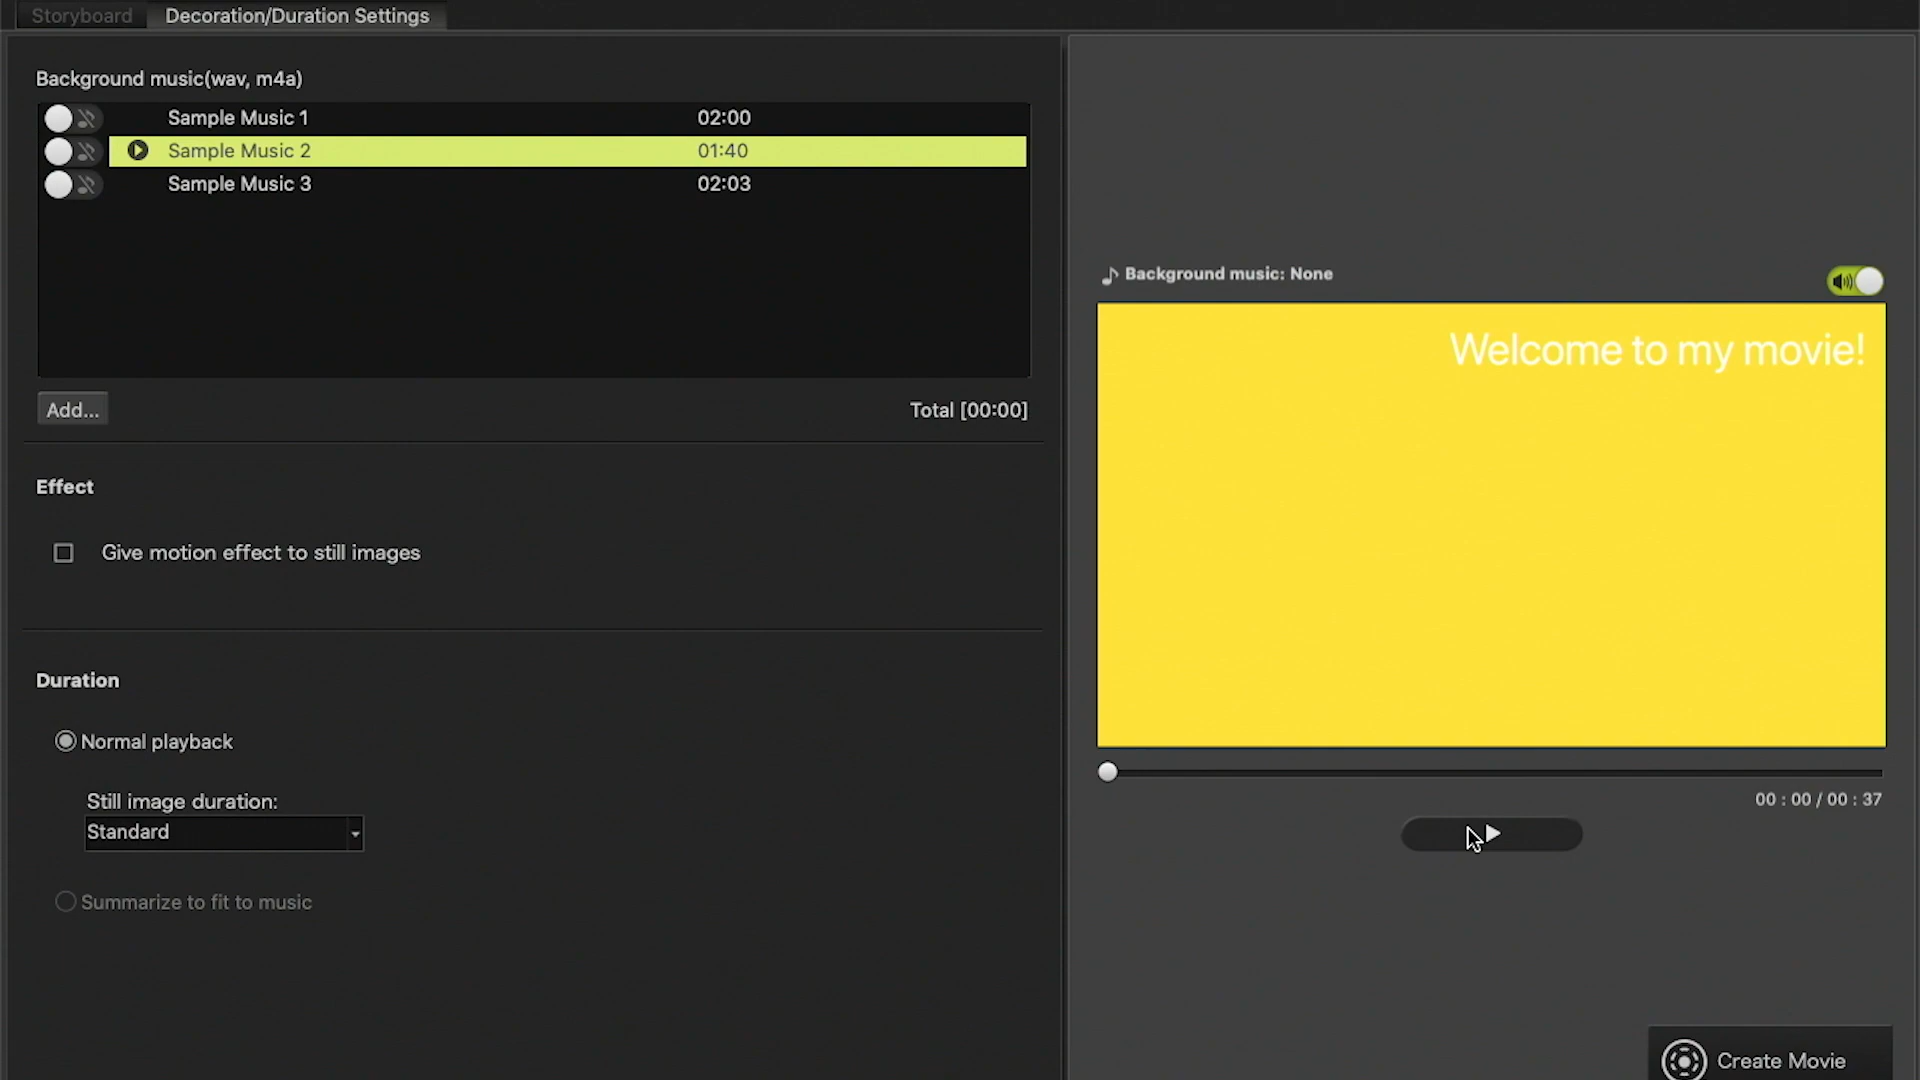 Storyboard
Decoration/Duration Settings
Background music(wav, m4a)
Sample Music 1 02:00
Sample Music 2 01:40
Sample Music 3 02:03
Add...
Total [00:00]
Effect
Give motion effect to still images
Duration
Normal playback
Still image duration:
Standard
Summarize to fit to music
Background music: None
Welcome to my movie!
00 : 00 / 00 : 37
Create Movie